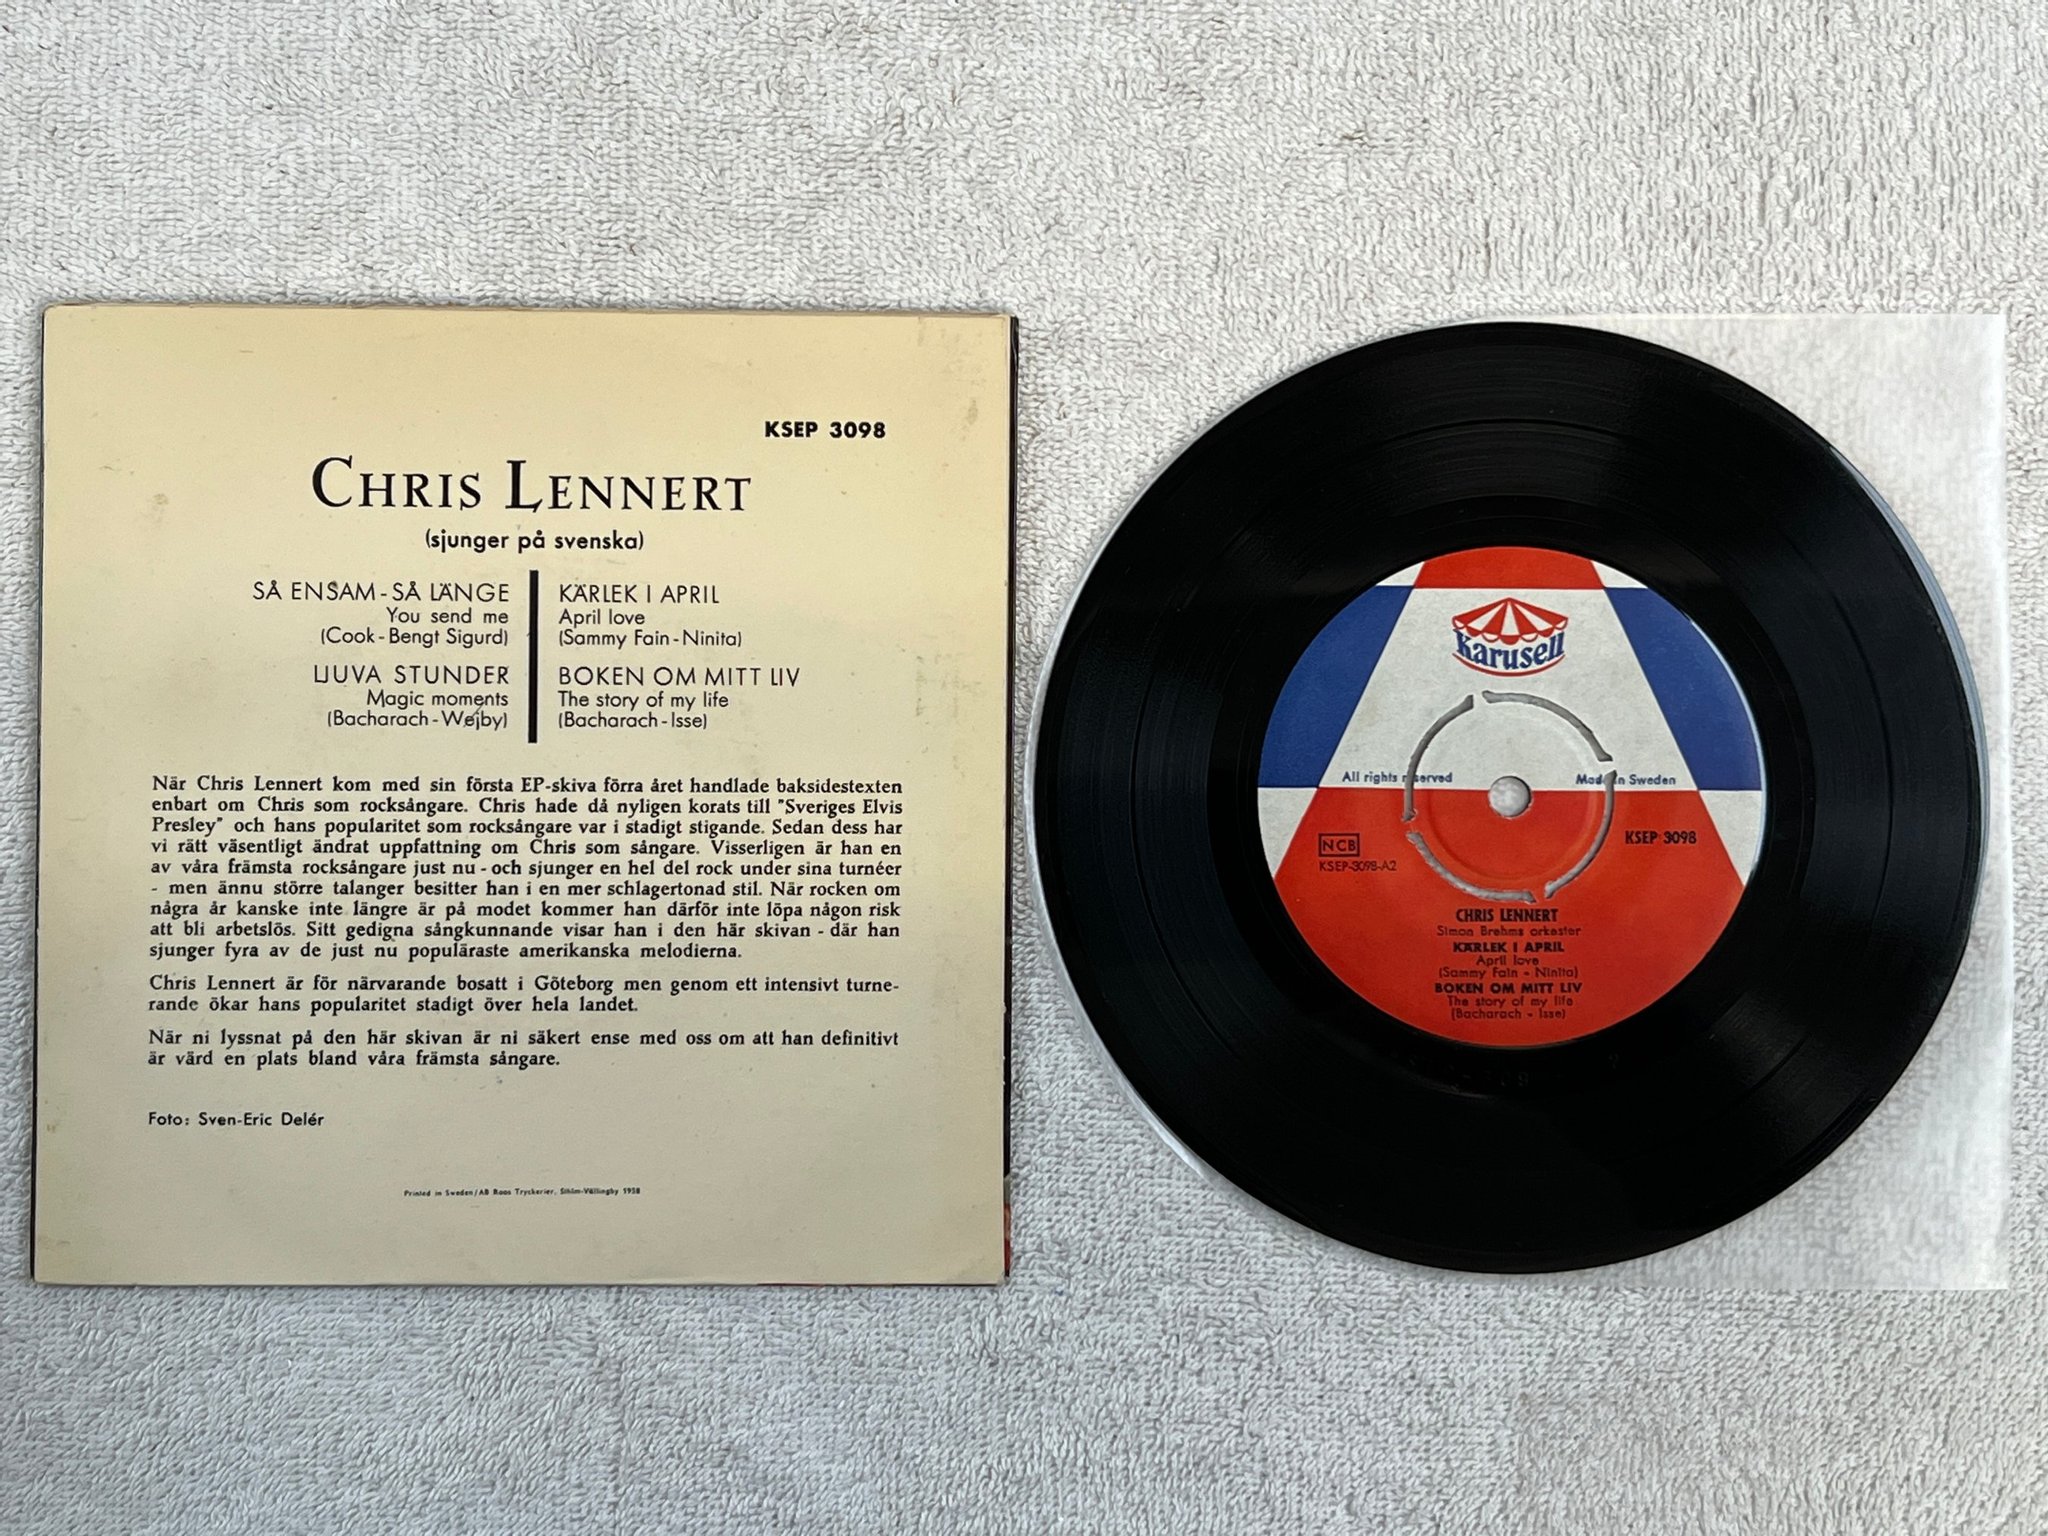 KSEP 3098
CHRIS LENNERT
(sjunger på svenska)
SÅ ENSAM - SÅ LÄNGE
You send me
(Cook - Bengt Sigurd)
LJUVA STUNDER
Magic moments
(Bacharach - Wejby)
KÄRLEK I APRIL
April love
(Sammy Fain - Ninita)
BOKEN OM MITT LIV
The story of my life
(Bacharach - Isse)
När Chris Lennert kom med sin första EP-skiva förra året handlade baksidestexten
enbart om Chris som rocksångare. Chris hade då nyligen korats till "Sveriges Elvis
Presley" och hans popularitet som rocksångare var i stadigt stigande. Sedan dess har
vi rätt väsentligt ändrat uppfattning om Chris som sångare. Visserligen är han en
av våra främsta rocksångare just nu - och sjunger en hel del rock under sina turnéer
- men ännu större talanger besitter han i en mer schlagertonad stil. När rocken om
några år kanske inte längre är på modet kommer han därför inte löpa någon risk
att bli arbetslös. Sitt gedigna sångkunnande visar han i den här skivan - där han
sjunger fyra av de just nu populäraste amerikanska melodierna.
Chris Lennert är för närvarande bosatt i Göteborg men genom ett intensivt turne-
rande ökar hans popularitet stadigt över hela landet.
När ni lyssnat på den här skivan är ni säkert ense med oss om att han definitivt
är värd en plats bland våra främsta sångare.
Foto: Sven-Eric Delér
Printed in Sweden/AB Roos Tryckerier, Sthlm-Vällingby 1958
Karusell
All rights reserved
Made in Sweden
NCB
KSEP-3098-A2
KSEP 3098
CHRIS LENNERT
Simon Brehms orkester
KÄRLEK I APRIL
April love
(Sammy Fain - Ninita)
BOKEN OM MITT LIV
The story of my life
(Bacharach - Isse)